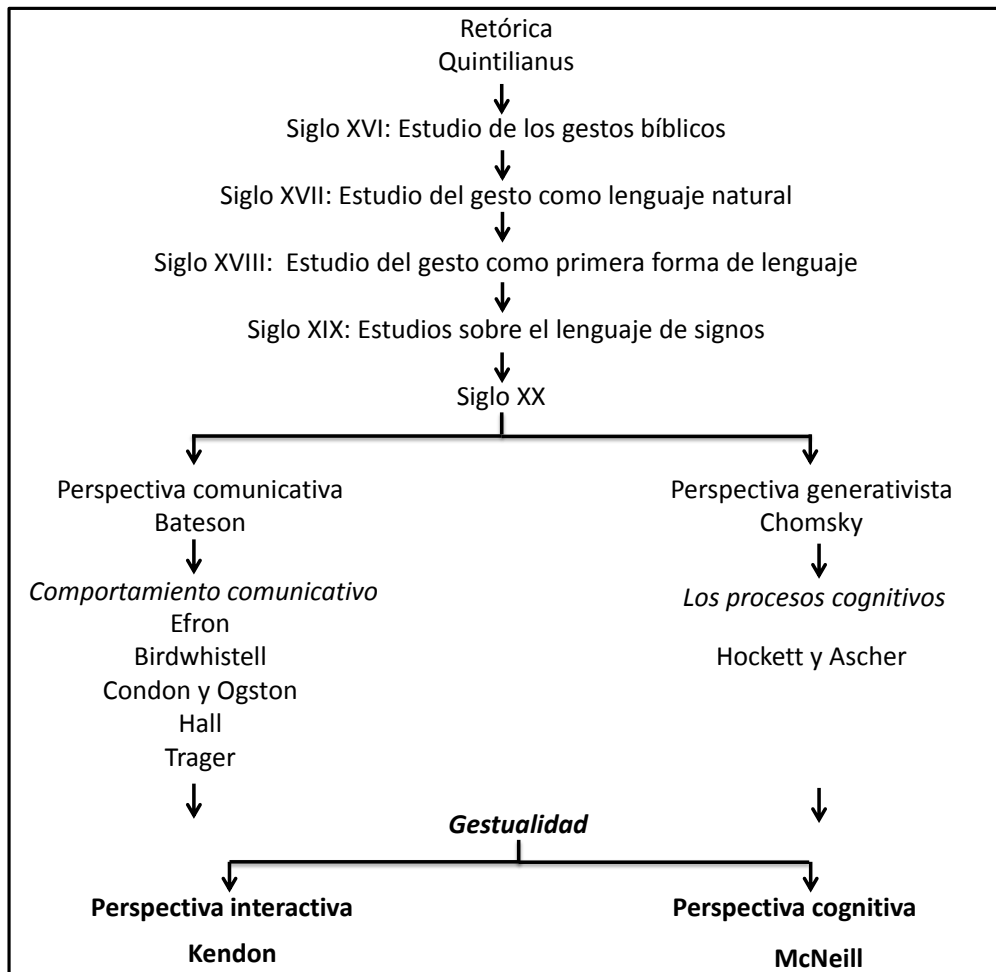 Retórica
Quintilianus
Siglo XVI: Estudio de los gestos bíblicos
Siglo XVII: Estudio del gesto como lenguaje natural
Siglo XVIII:  Estudio del gesto como primera forma de lenguaje
Siglo XIX: Estudios sobre el lenguaje de signos
Siglo XX
Perspectiva comunicativa
Bateson
Comportamiento comunicativo
Efron
Birdwhistell
Condon y Ogston
Hall
Trager
Perspectiva generativista
Chomsky
Los procesos cognitivos
Hockett y Ascher
Gestualidad
Perspectiva interactiva
Kendon
Perspectiva cognitiva
McNeill